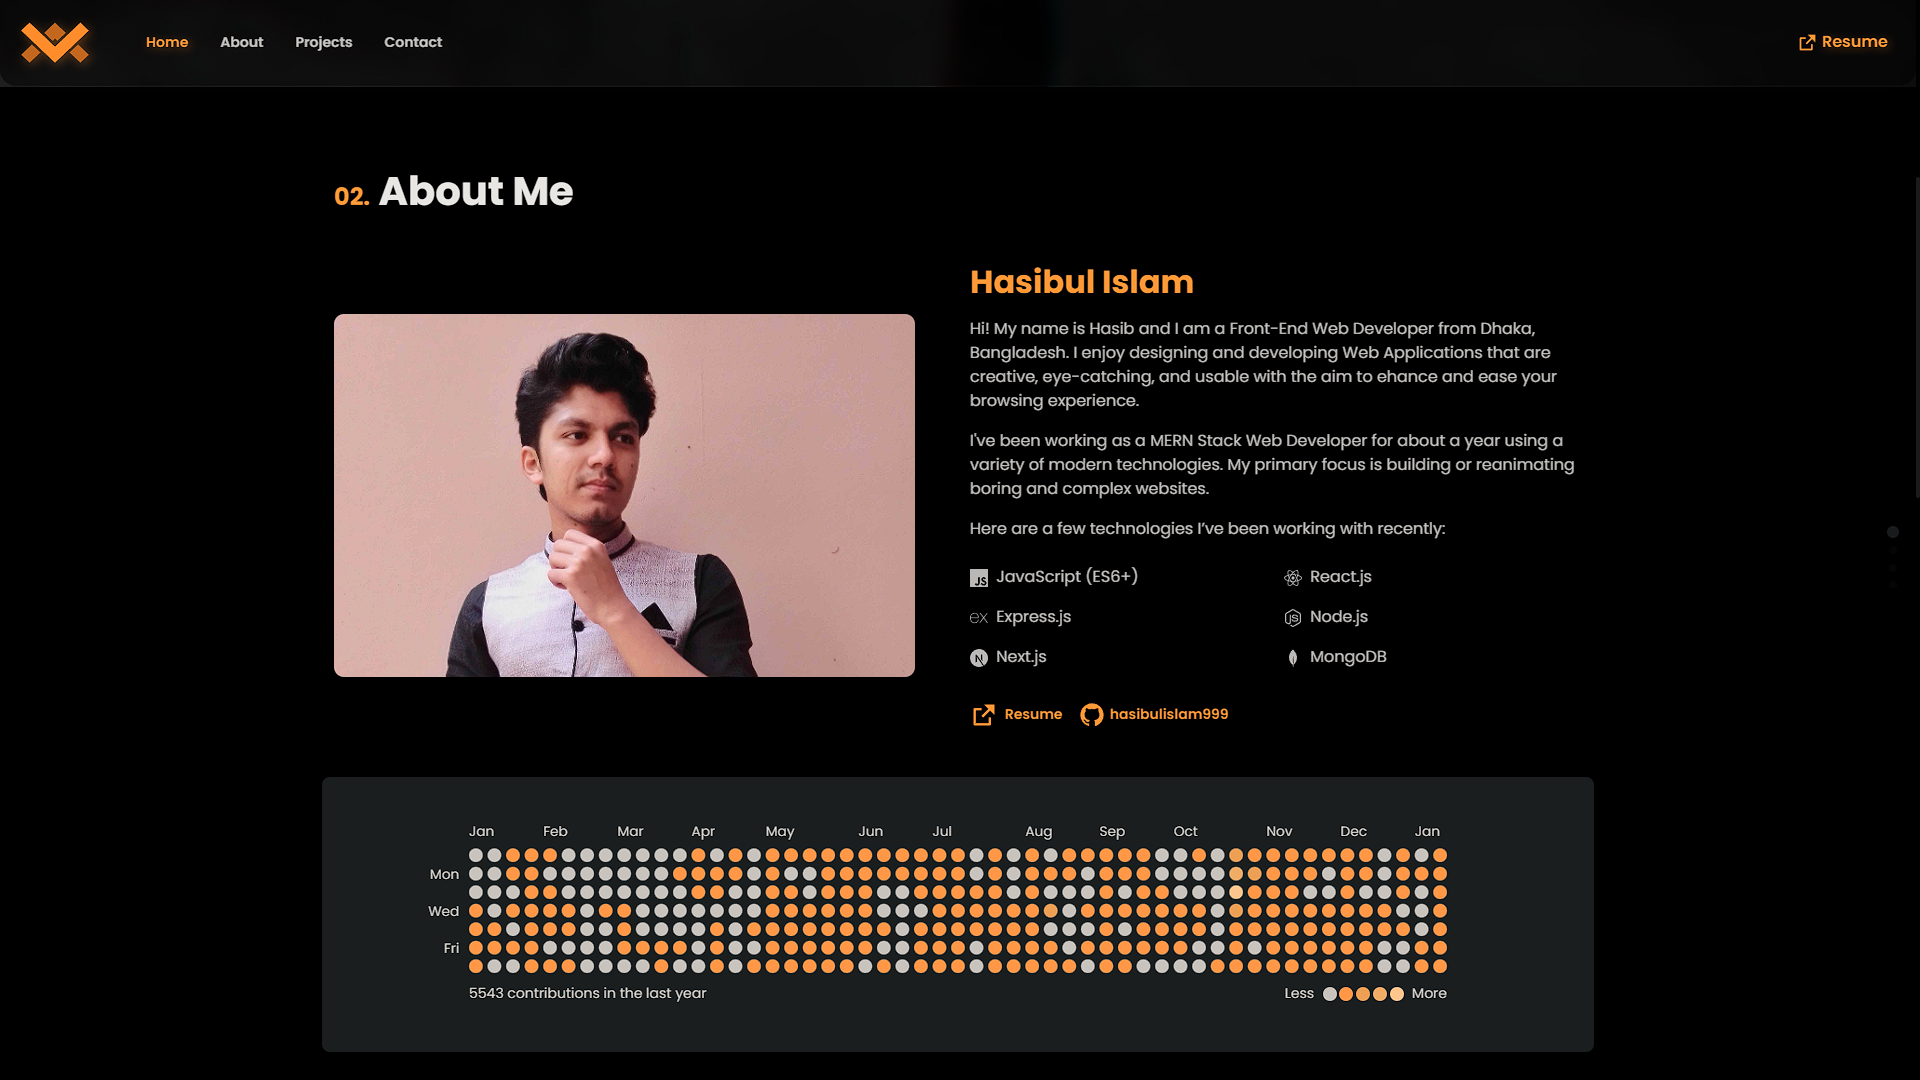 Home About Projects Contact Resume
02. About Me
Hasibul Islam
Hi! My name is Hasib and I am a Front-End Web Developer from Dhaka,
Bangladesh. I enjoy designing and developing Web Applications that are
creative, eye-catching, and usable with the aim to ehance and ease your
browsing experience.
I've been working as a MERN Stack Web Developer for about a year using a
variety of modern technologies. My primary focus is building or reanimating
boring and complex websites.
Here are a few technologies I’ve been working with recently:
JS JavaScript (ES6+) React.js
ex Express.js JS Node.js
N Next.js MongoDB
Resume hasibulislam999
Jan Feb Mar Apr May Jun Jul Aug Sep Oct Nov Dec Jan
Mon
Wed
Fri
5543 contributions in the last year Less More